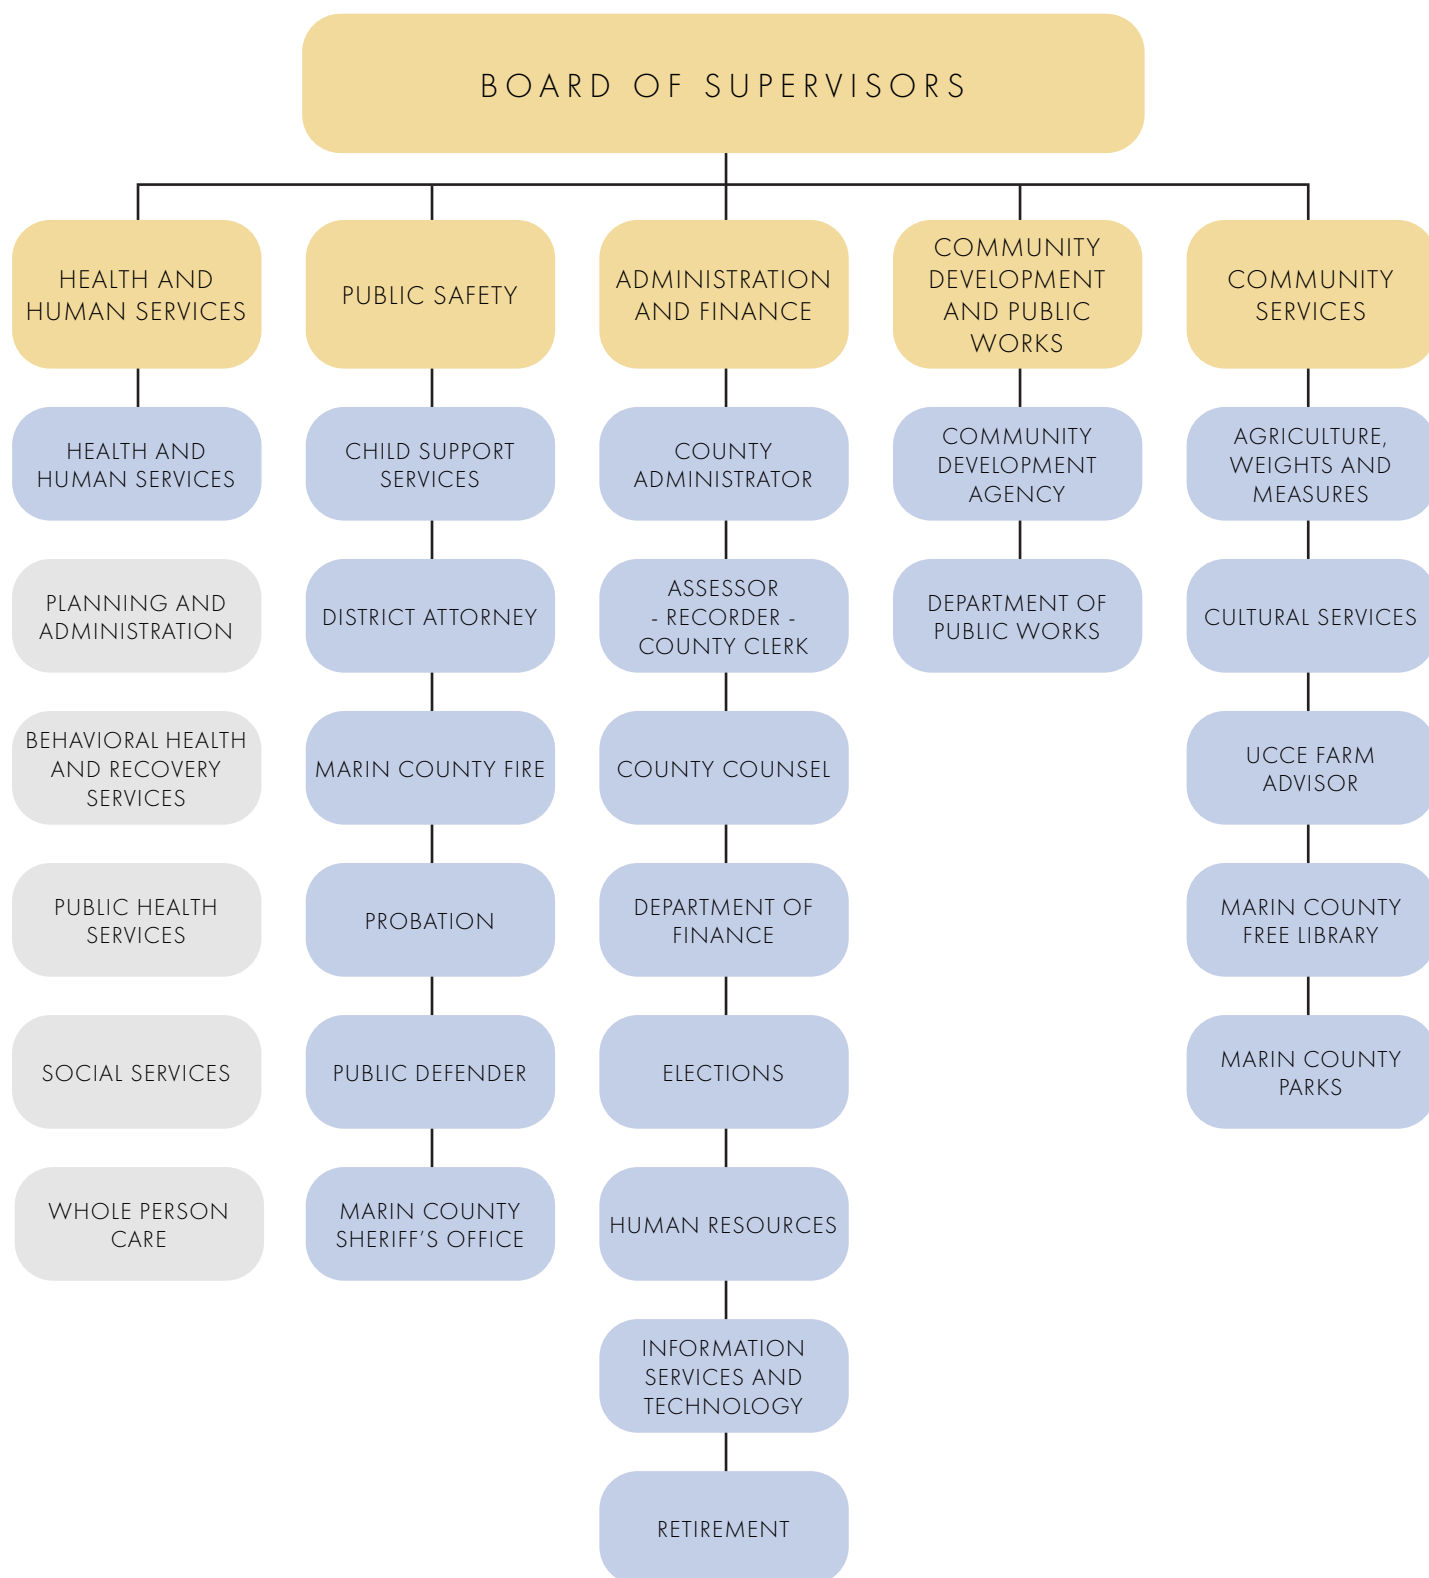 BOARD OF SUPERVISORS
HEALTH AND
HUMAN SERVICES
PUBLIC SAFETY
ADMINISTRATION
AND FINANCE
COMMUNITY
DEVELOPMENT
AND PUBLIC
WORKS
COMMUNITY
SERVICES
HEALTH AND
HUMAN SERVICES
CHILD SUPPORT
SERVICES
COUNTY
ADMINISTRATOR
COMMUNITY
DEVELOPMENT
AGENCY
AGRICULTURE,
WEIGHTS AND
MEASURES
PLANNING AND
ADMINISTRATION
DISTRICT ATTORNEY
ASSESSOR
- RECORDER -
COUNTY CLERK
DEPARTMENT OF
PUBLIC WORKS
CULTURAL SERVICES
BEHAVIORAL HEALTH
AND RECOVERY
SERVICES
MARIN COUNTY FIRE
COUNTY COUNSEL
UCCE FARM
ADVISOR
PUBLIC HEALTH
SERVICES
PROBATION
DEPARTMENT OF
FINANCE
MARIN COUNTY
FREE LIBRARY
SOCIAL SERVICES
PUBLIC DEFENDER
ELECTIONS
MARIN COUNTY
PARKS
WHOLE PERSON
CARE
MARIN COUNTY
SHERIFF'S OFFICE
HUMAN RESOURCES
INFORMATION
SERVICES AND
TECHNOLOGY
RETIREMENT